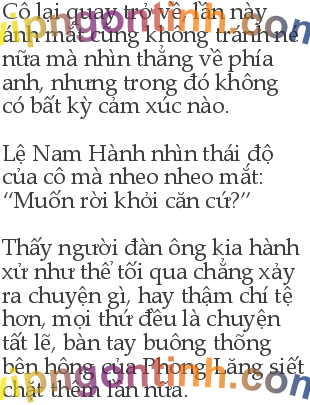 Cô lại quay trở về, lần này
ánh mắt cũng không tránh né
nữa mà nhìn thẳng về phía
anh, nhưng trong đó không
có bất kỳ cảm xúc nào.
Lệ Nam Hành nhìn thái độ
của cô mà nheo nheo mắt:
“Muốn rời khỏi căn cứ?”
Thấy người đàn ông kia hành
xử như thể tối qua chẳng xảy
ra chuyện gì, hay thậm chí tệ
hơn, mọi thứ đều là chuyện
tất lẽ, bàn tay buông thõng
bên hông của Phong Lăng siết
chặt thêm lần nữa.
vipngontinh.com
vipngontinh.com